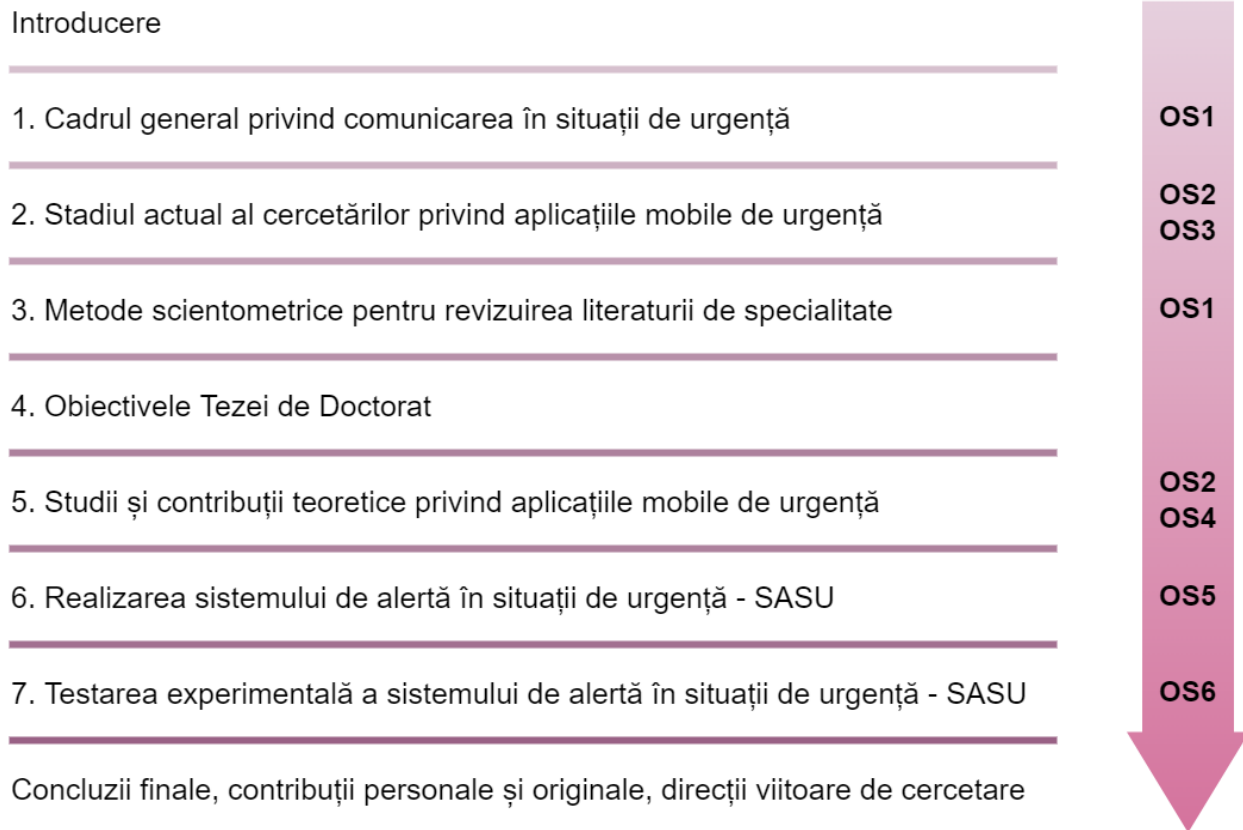 Introducere
1. Cadrul general privind comunicarea în situații de urgență
OS1
2. Stadiul actual al cercetărilor privind aplicațiile mobile de urgență
OS2
OS3
3. Metode scientometrice pentru revizuirea literaturii de specialitate
OS1
4. Obiectivele Tezei de Doctorat
5. Studii și contribuții teoretice privind aplicațiile mobile de urgență
OS2
OS4
6. Realizarea sistemului de alertă în situații de urgență - SASU
OS5
7. Testarea experimentală a sistemului de alertă în situații de urgență - SASU
OS6
Concluzii finale, contribuții personale și originale, direcții viitoare de cercetare